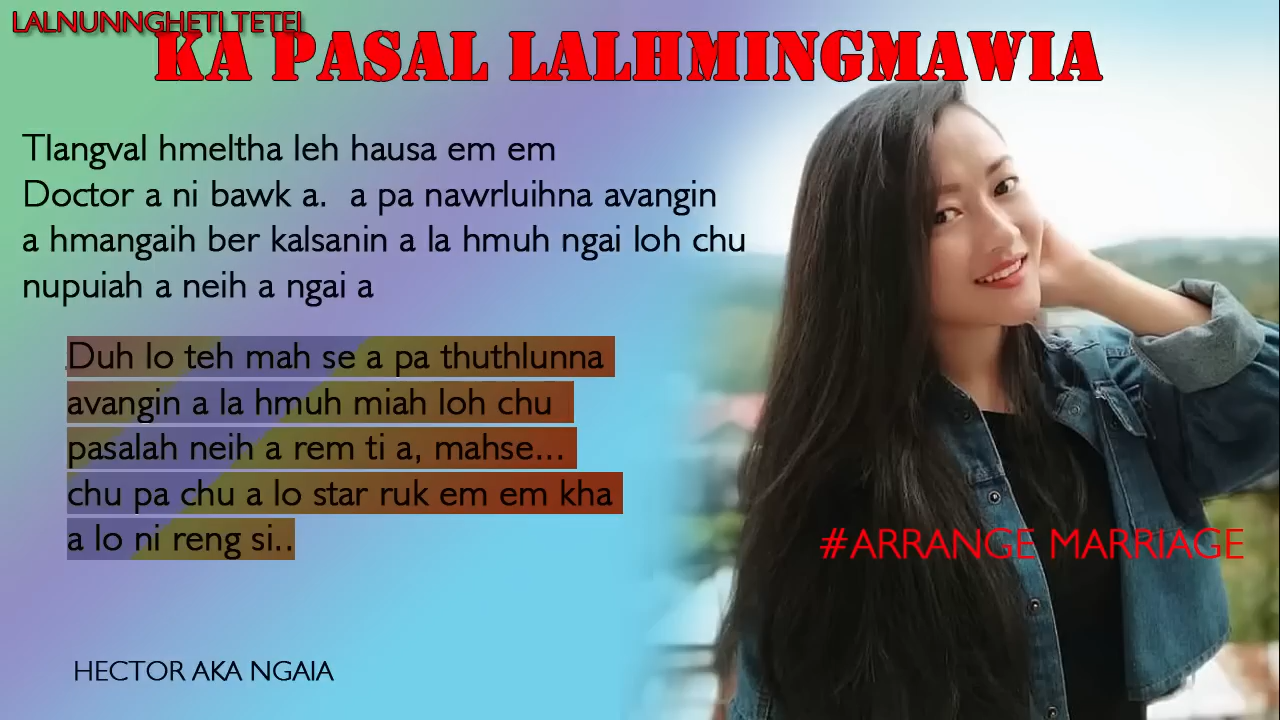 LALNUNNGHETI TETEI
KA PASAL LALHMINGMAWIA
Tlangval hmeltha leh hausa em em
Doctor a ni bawk a. a pa nawrluihna avangin
a hmangaih ber kalsanin a la hmuh ngai loh chu
nupuiah a neih a ngai a
Duh lo teh mah se a pa thuthlunna
avangin a la hmuh miah loh chu
pasalah neih a rem ti a, mahse...
chu pa chu a lo star ruk em em kha
a lo ni reng si..
#ARRANGE MARRIAGE
HECTOR AKA NGAIA